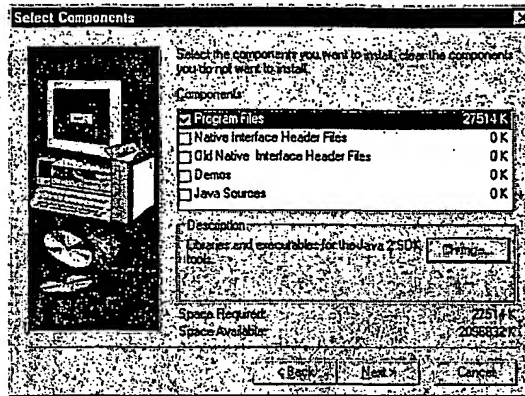 Select Components
Select the components you want to install, clear the components
you do not want to install.
Components
Program Files 27514 K
Native Interface Header Files 0 K
Old Native Interface Header Files 0 K
Demos 0 K
Java Sources 0 K
Description
Libraries and executables for the Java 2 SDK
tools.
Change...
Space Required: 27514 K
Space Available: 2096832 K
< Back
Next >
Cancel